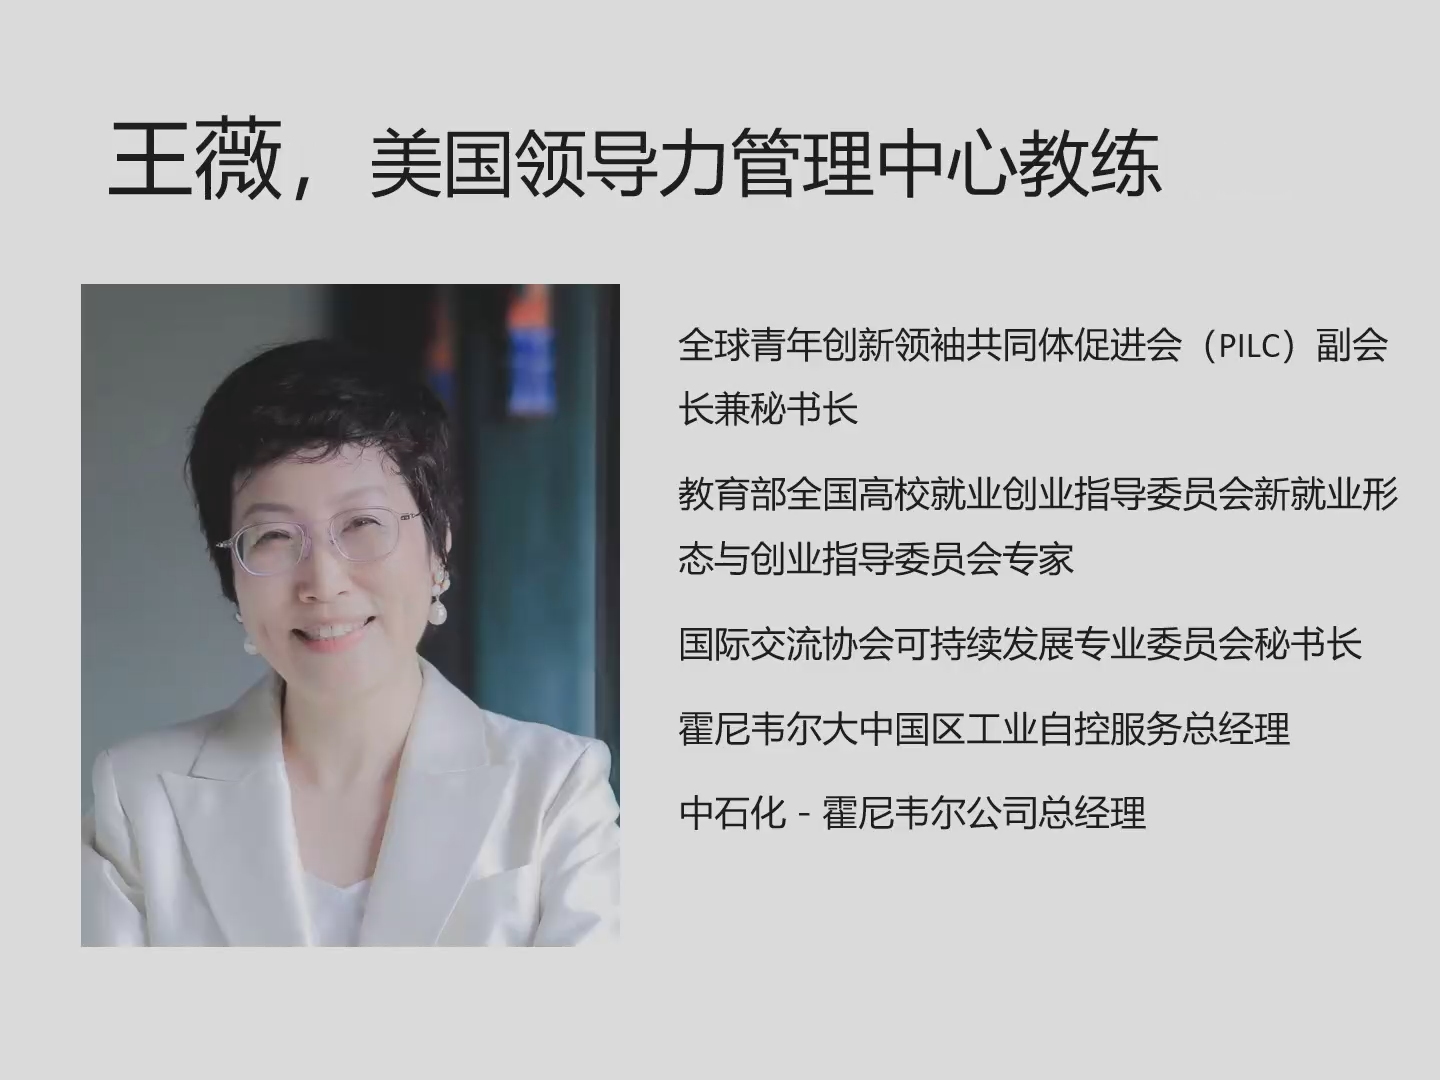 王薇，美国领导力管理中心教练
全球青年创新领袖共同体促进会（PILC）副会
长兼秘书长
教育部全国高校就业创业指导委员会新就业形
态与创业指导委员会专家
国际交流协会可持续发展专业委员会秘书长
霍尼韦尔大中国区工业自控服务总经理
中石化 - 霍尼韦尔公司总经理